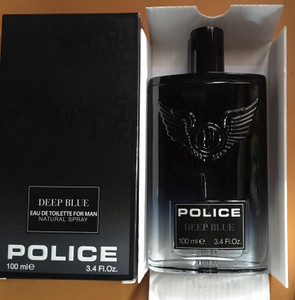 DEEP BLUE
EAU DE TOILETTE FOR MAN
NATURAL SPRAY
POLICE
100 ml ℮ 3.4 Fl.Oz.
POLICE
DEEP BLUE
100 ml ℮ 3.4 Fl.Oz.